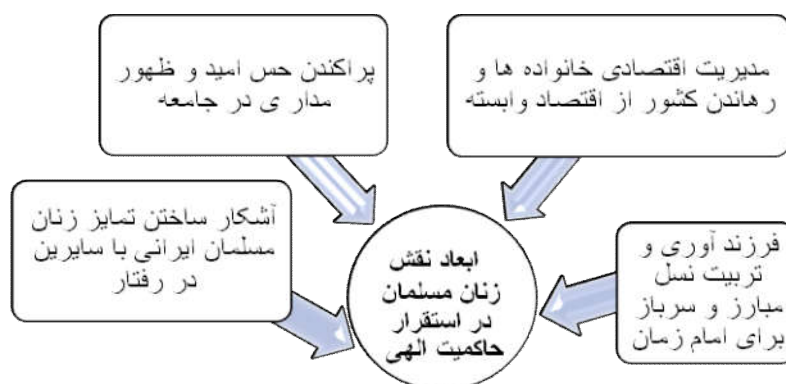 مدیریت اقتصادی خانواده ها و
رهاندن کشور از اقتصاد وابسته
پراکندن حس امید و ظهور
مدار ی در جامعه
فرزند آوری و
تربیت نسل
مبارز و سرباز
برای امام زمان
آشکار ساختن تمایز زنان
مسلمان ایرانی با سایرین
در رفتار
ابعاد نقش
زنان مسلمان
در استقرار
حاکمیت الهی